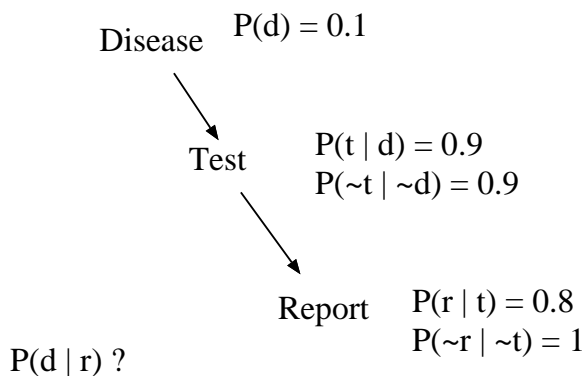 Disease P(d) = 0.1
Test P(t | d) = 0.9
P(~t | ~d) = 0.9
Report P(r | t) = 0.8
P(~r | ~t) = 1
P(d | r) ?